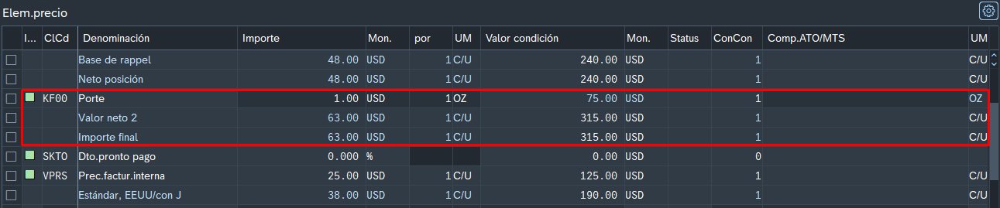 Elem.precio
I... ClCd Denominación Importe Mon. por UM Valor condición Mon. Status ConCon Comp.ATO/MTS UM
Base de rappel 48.00 USD 1 C/U 240.00 USD 1 C/U
Neto posición 48.00 USD 1 C/U 240.00 USD 1 C/U
KF00 Porte 1.00 USD 1 OZ 75.00 USD 1 OZ
Valor neto 2 63.00 USD 1 C/U 315.00 USD 1 C/U
Importe final 63.00 USD 1 C/U 315.00 USD 1 C/U
SKTO Dto.pronto pago 0.000 % 0.00 USD 0
VPRS Prec.factur.interna 25.00 USD 1 C/U 125.00 USD 1 C/U
Estándar, EEUU/con J 38.00 USD 1 C/U 190.00 USD 1 C/U